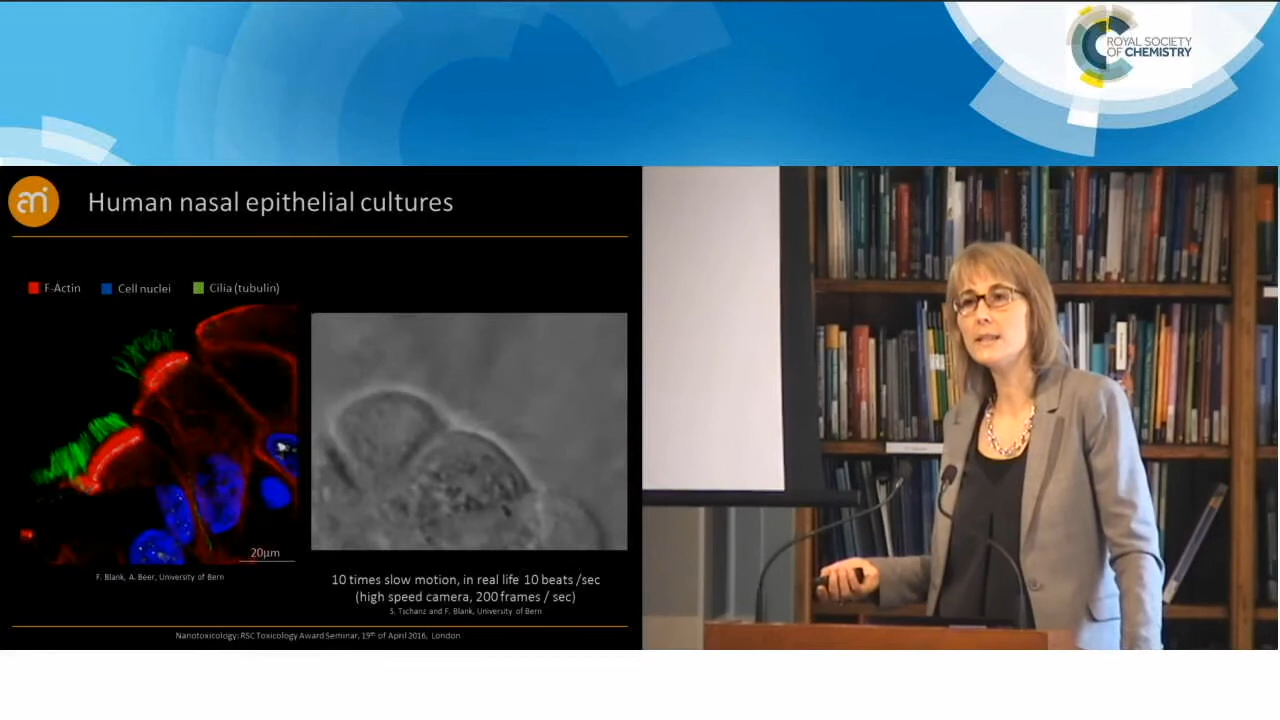 ROYAL SOCIETY
OF CHEMISTRY
Human nasal epithelial cultures
F-Actin
Cell nuclei
Cilia (tubulin)
20µm
F. Blank, A. Beer, University of Bern
10 times slow motion, in real life 10 beats /sec
(high speed camera, 200 frames / sec)
S. Tschanz and F. Blank, University of Bern
Nanotoxicology: RSC Toxicology Award Seminar, 19th of April 2016, London